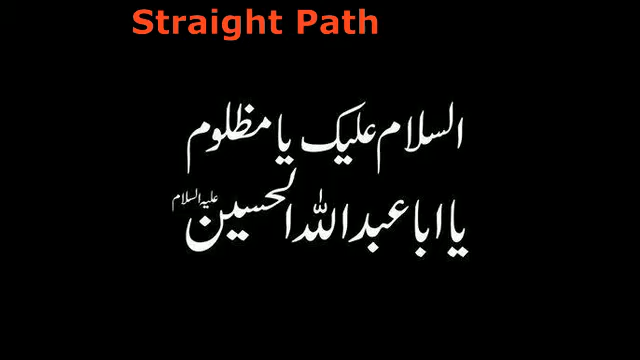 Straight Path
السلام علیک یا مظلوم
یا ابا عبداللہ الحسین علیہ السلام